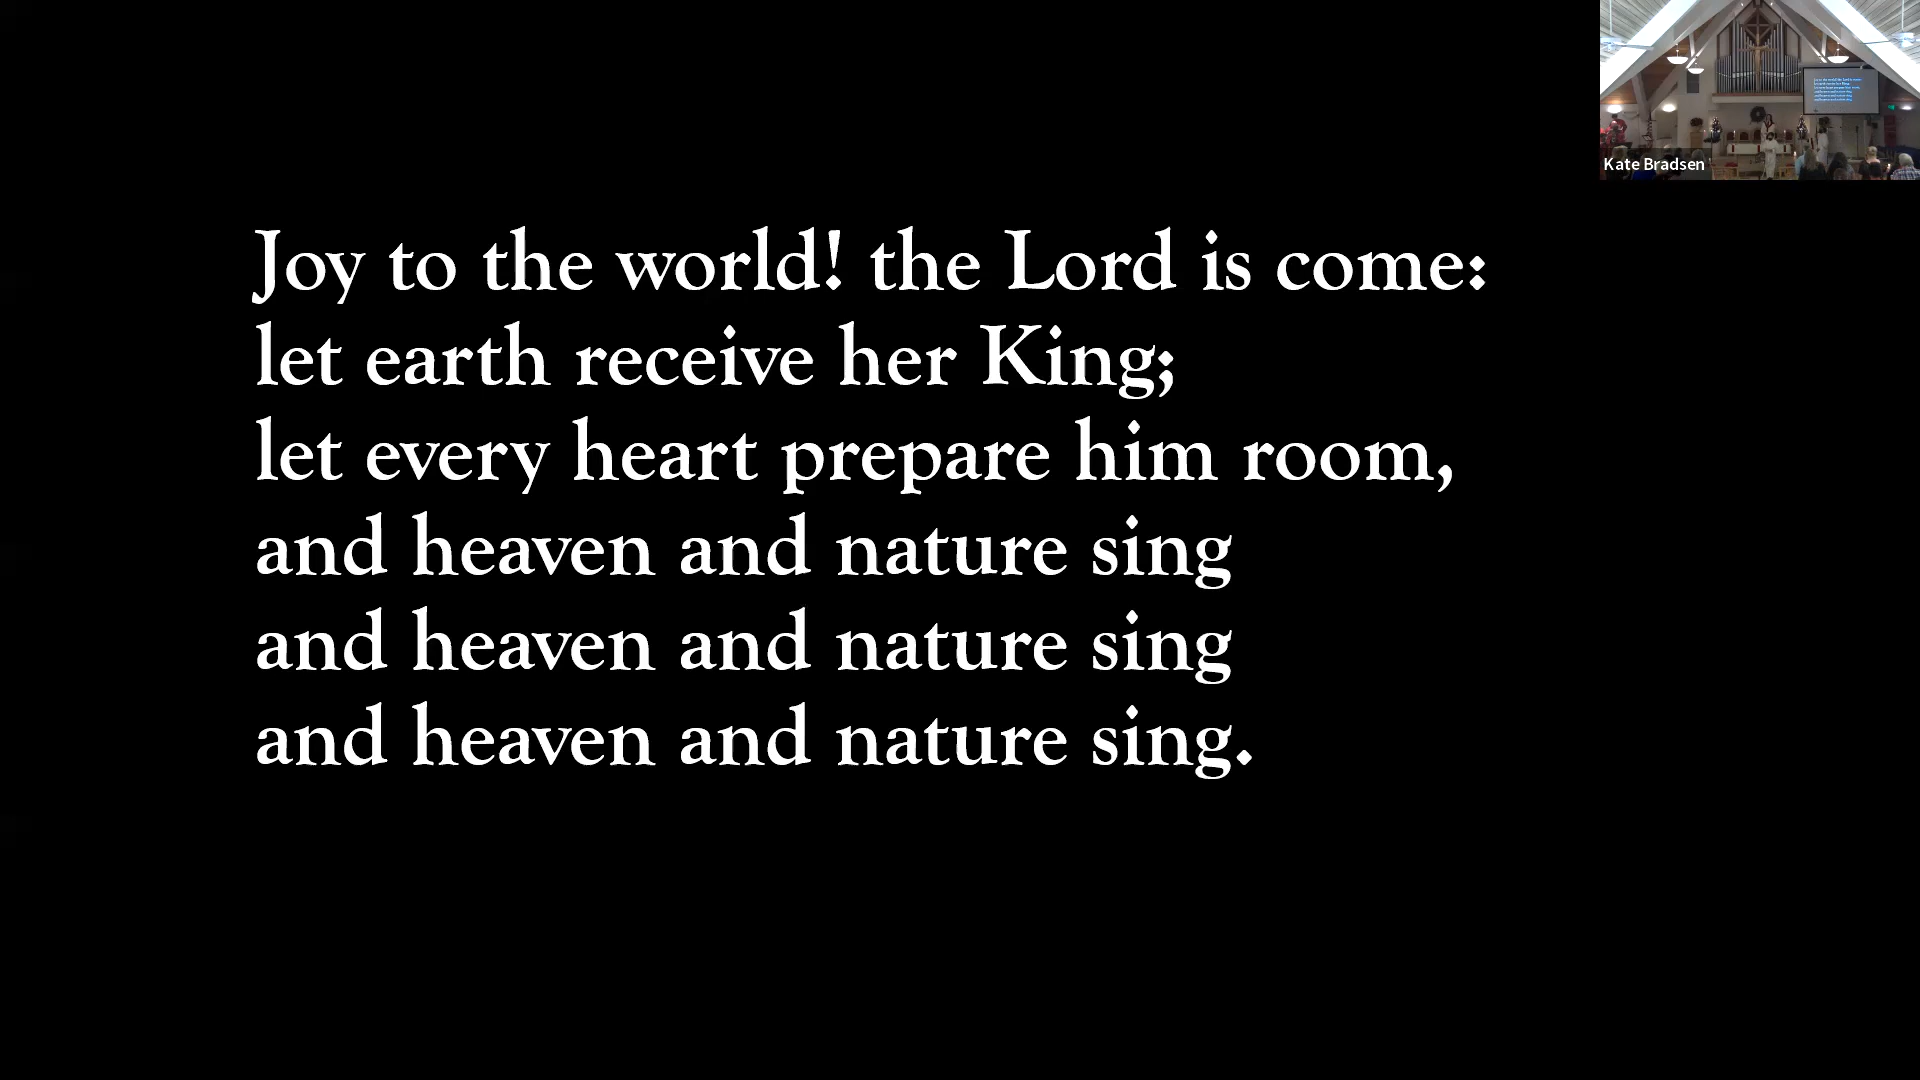 Kate Bradsen
Joy to the world! the Lord is come:
let earth receive her King;
let every heart prepare him room,
and heaven and nature sing
and heaven and nature sing
and heaven and nature sing.